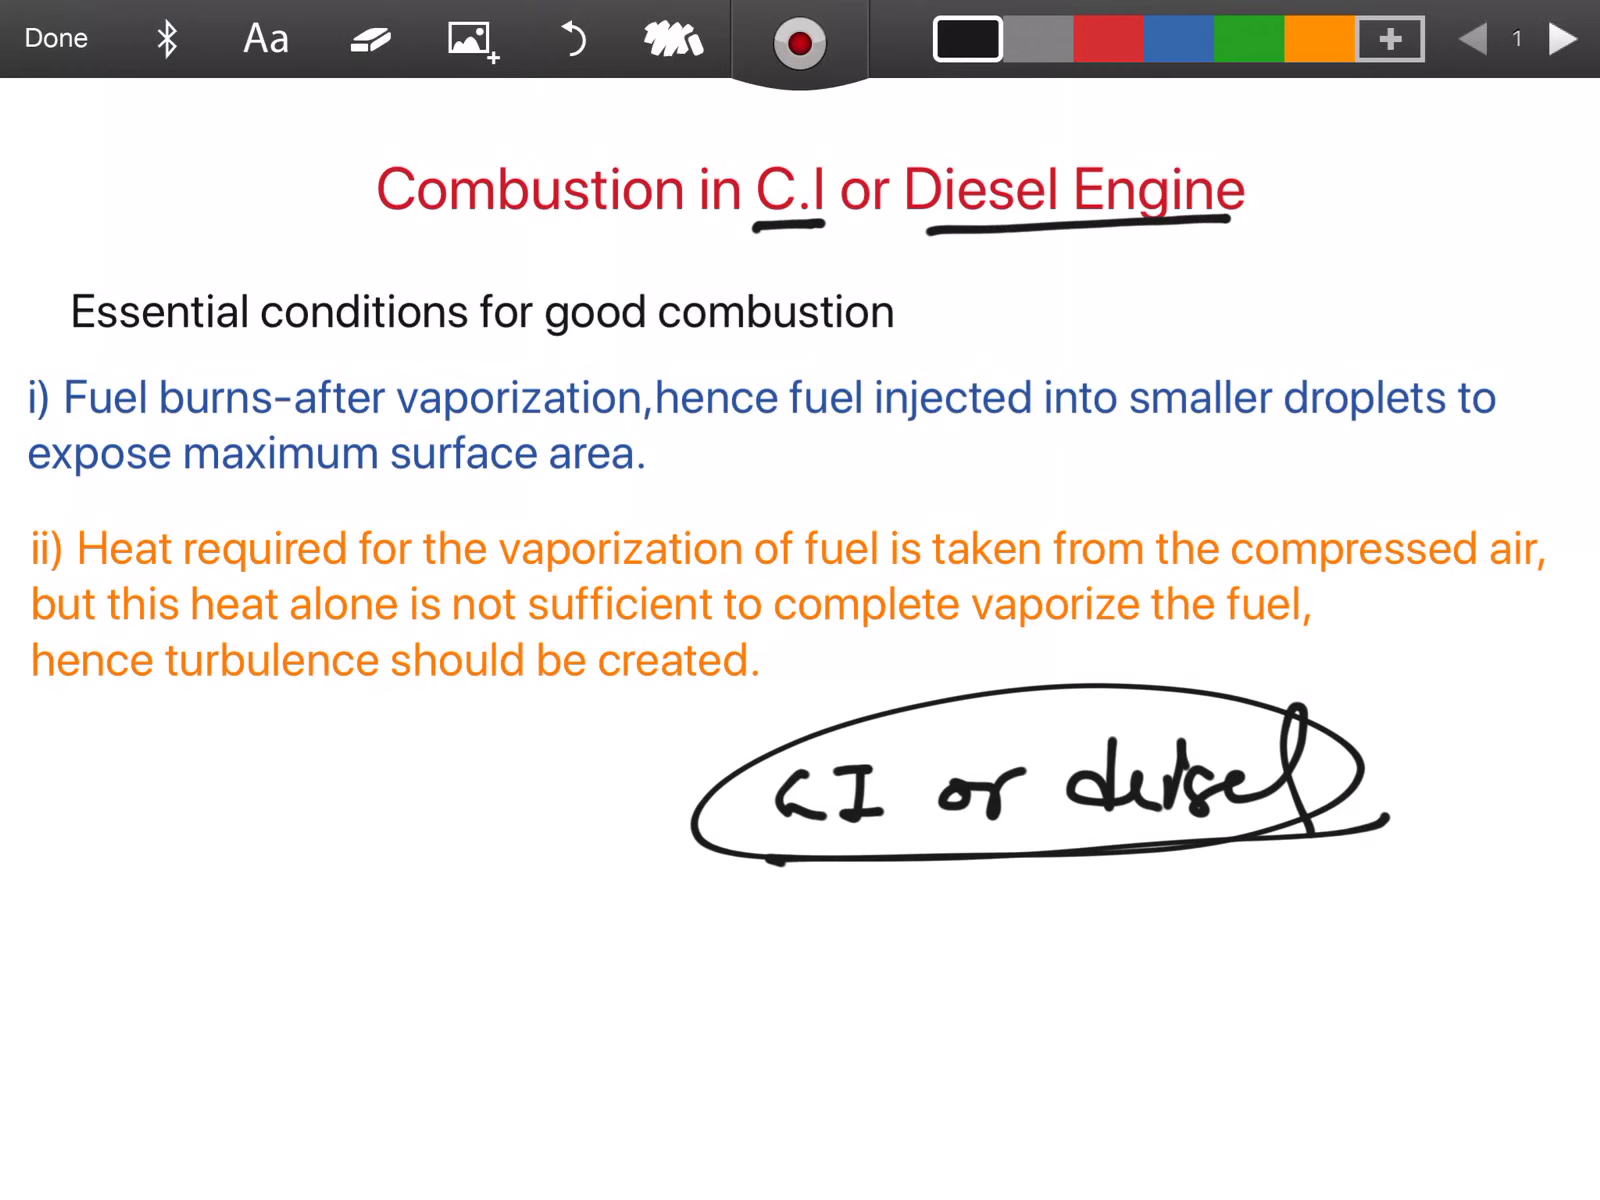 Done Aa 1
Combustion in C.I or Diesel Engine
Essential conditions for good combustion
i) Fuel burns-after vaporization,hence fuel injected into smaller droplets to
expose maximum surface area.
ii) Heat required for the vaporization of fuel is taken from the compressed air,
but this heat alone is not sufficient to complete vaporize the fuel,
hence turbulence should be created.
CI or deisel